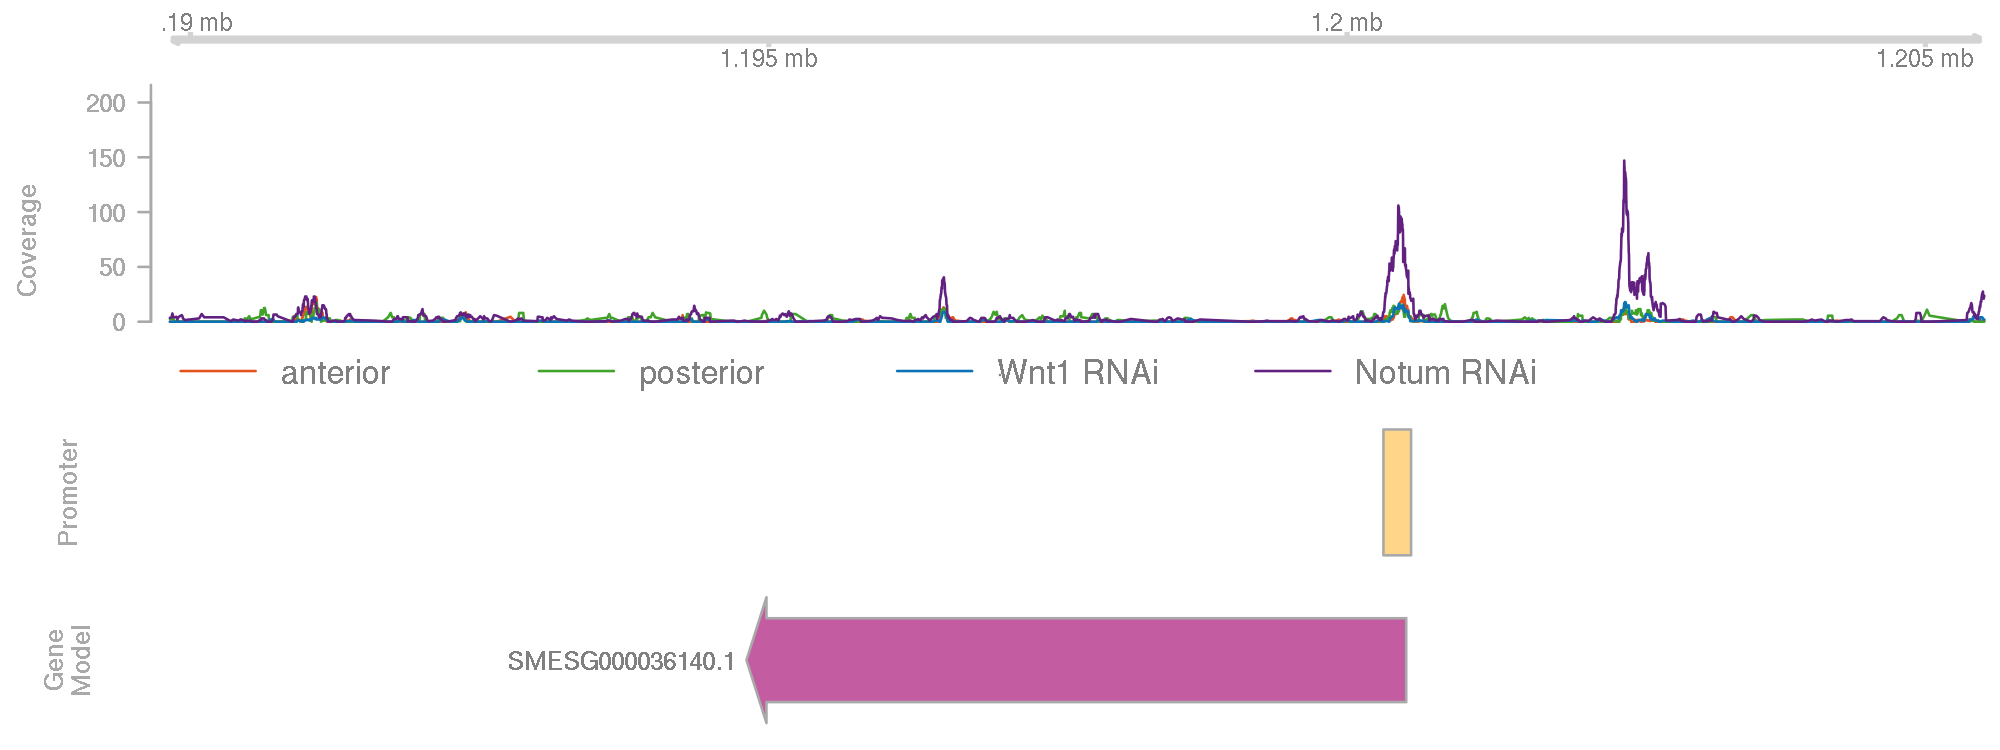 .19 mb
1.2 mb
1.195 mb
1.205 mb
200
150
100
50
0
Coverage
anterior
posterior
Wnt1 RNAi
Notum RNAi
Promoter
Gene
Model
SMESG000036140.1